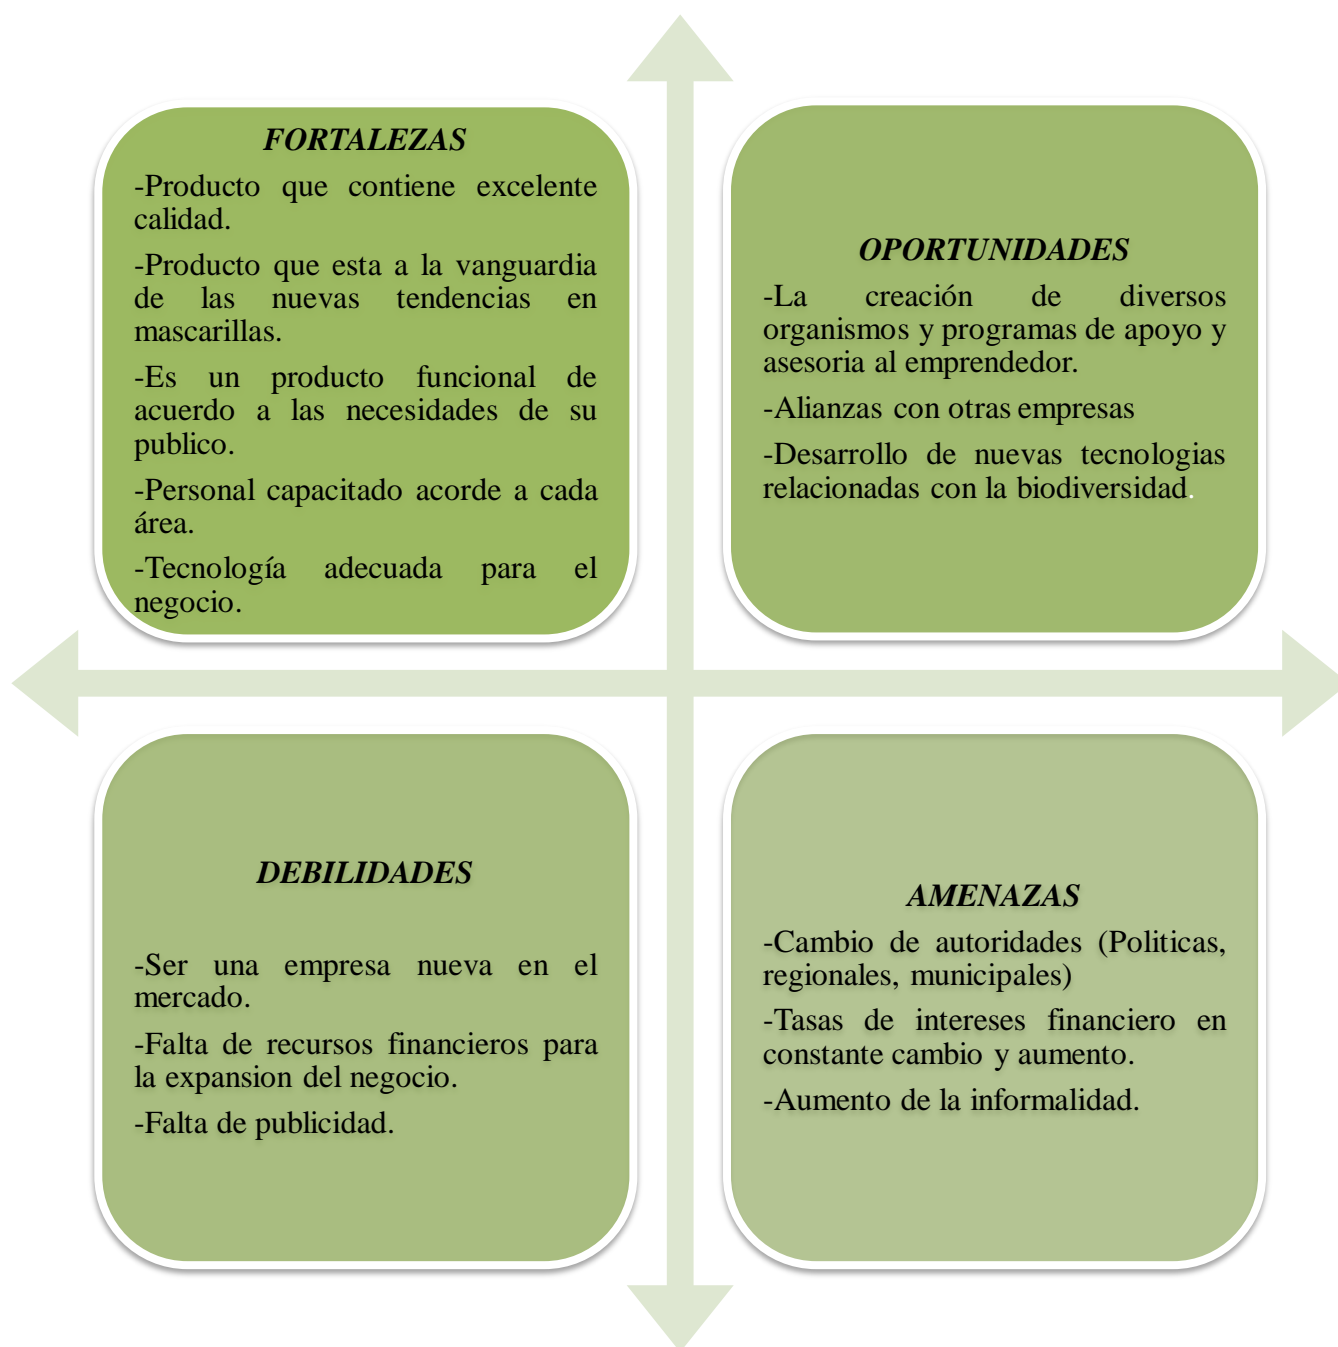 FORTALEZAS
-Producto que contiene excelente
calidad.
-Producto que esta a la vanguardia
de las nuevas tendencias en
mascarillas.
-Es un producto funcional de
acuerdo a las necesidades de su
publico.
-Personal capacitado acorde a cada
área.
-Tecnología adecuada para el
negocio.
OPORTUNIDADES
-La creación de diversos
organismos y programas de apoyo y
asesoria al emprendedor.
-Alianzas con otras empresas
-Desarrollo de nuevas tecnologias
relacionadas con la biodiversidad.
DEBILIDADES
-Ser una empresa nueva en el
mercado.
-Falta de recursos financieros para
la expansion del negocio.
-Falta de publicidad.
AMENAZAS
-Cambio de autoridades (Politicas,
regionales, municipales)
-Tasas de intereses financiero en
constante cambio y aumento.
-Aumento de la informalidad.